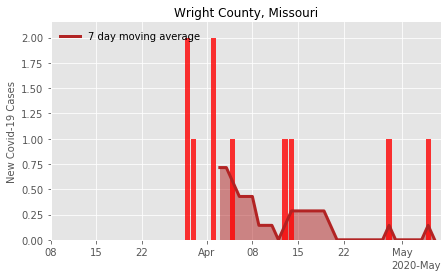 Wright County, Missouri
7 day moving average
New Covid-19 Cases
2.00
1.75
1.50
1.25
1.00
0.75
0.50
0.25
0.00
08 15 22 Apr 08 15 22 May
2020-May